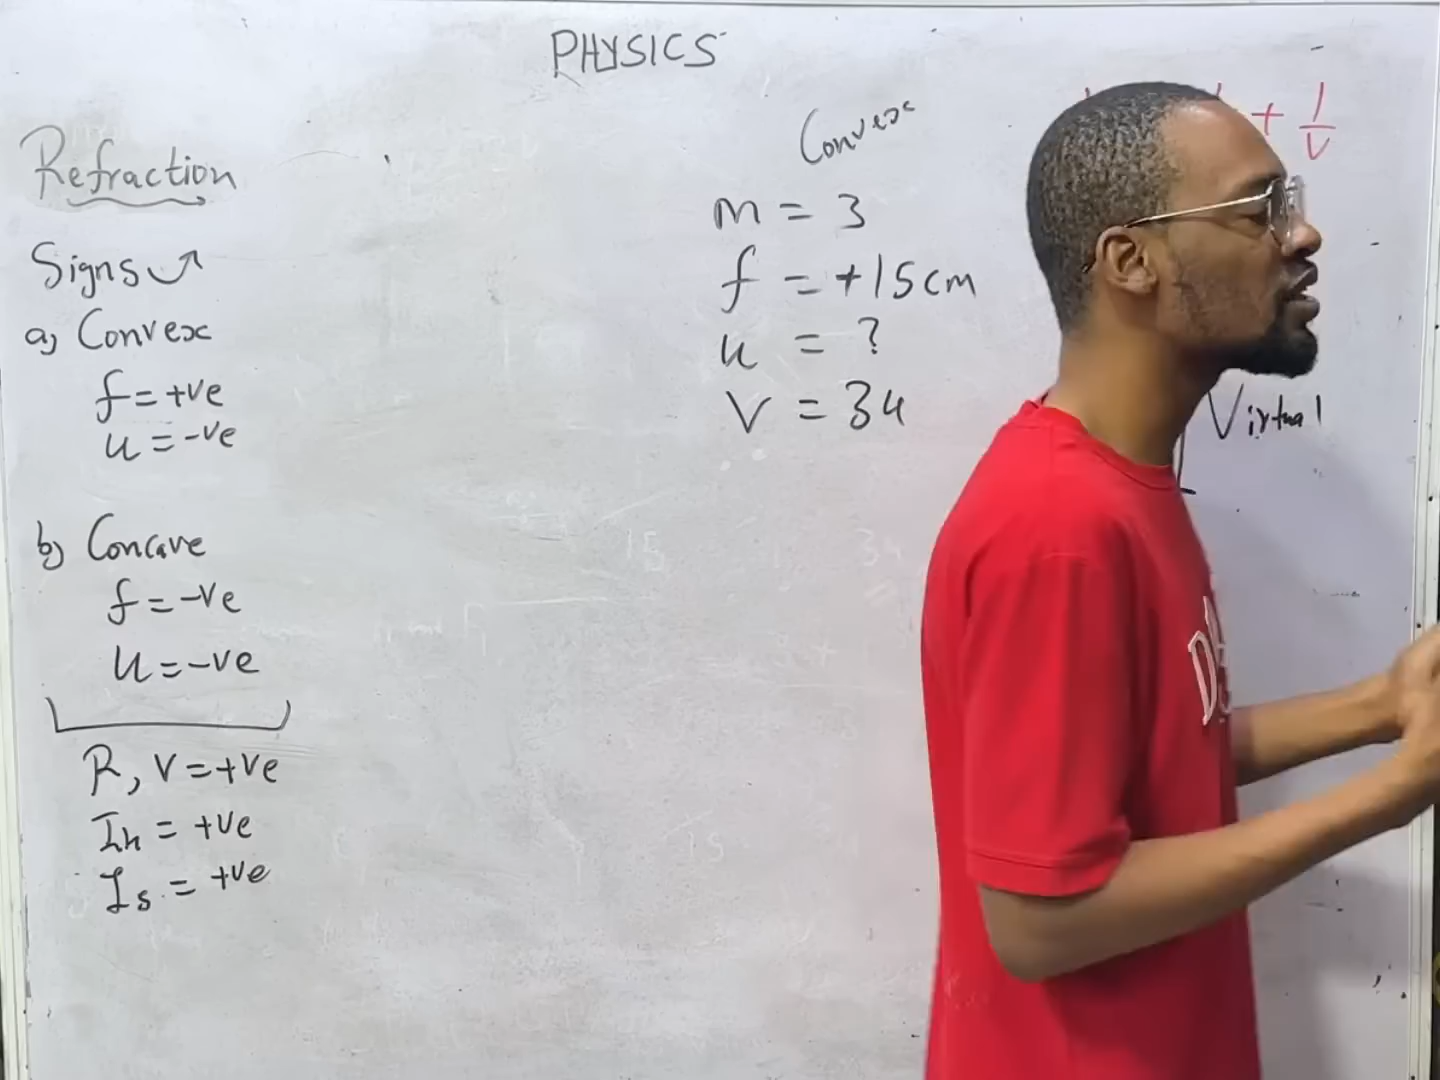 PHYSICS
Refraction
Signs
a) Convex
f = +ve
u = -ve
b) Concave
f = -ve
u = -ve
R, V = +ve
Ih = +ve
Is = +ve
Convex
m = 3
f = +15cm
u = ?
V = 3u
+ 1/v
Virtual